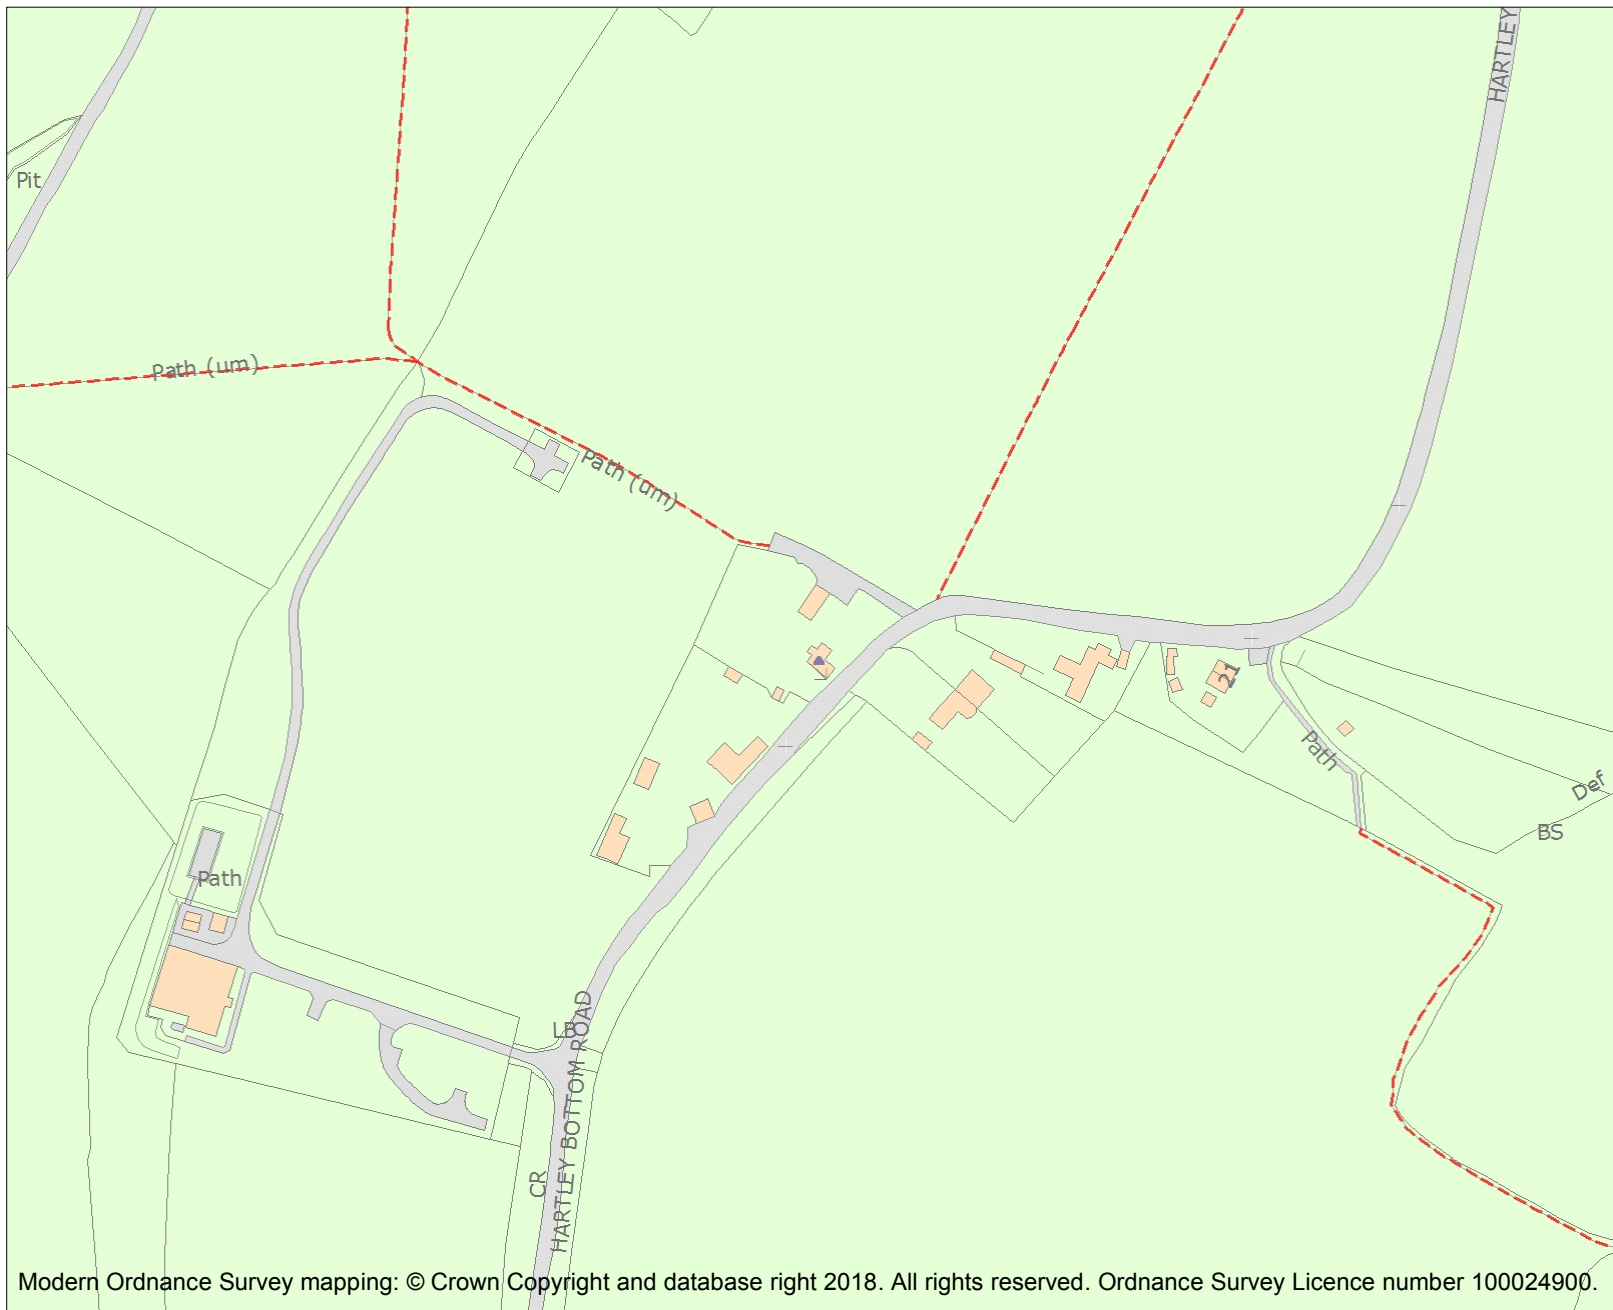 HARTLEY
Pit
Path (um)
Path (um)
21
Path
Def
BS
Path
LB
HARTLEY BOTTOM ROAD
CR
Modern Ordnance Survey mapping: © Crown Copyright and database right 2018. All rights reserved. Ordnance Survey Licence number 100024900.